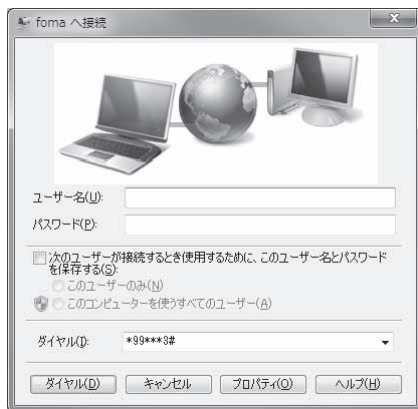 foma へ接続
ユーザー名(U):
パスワード(P):
次のユーザーが接続するとき使用するために、このユーザー名とパスワード
を保存する(S):
このユーザーのみ(N)
このコンピューターを使うすべてのユーザー(A)
ダイヤル(I):
*99***3#
ダイヤル(D)
キャンセル
プロパティ(O)
ヘルプ(H)